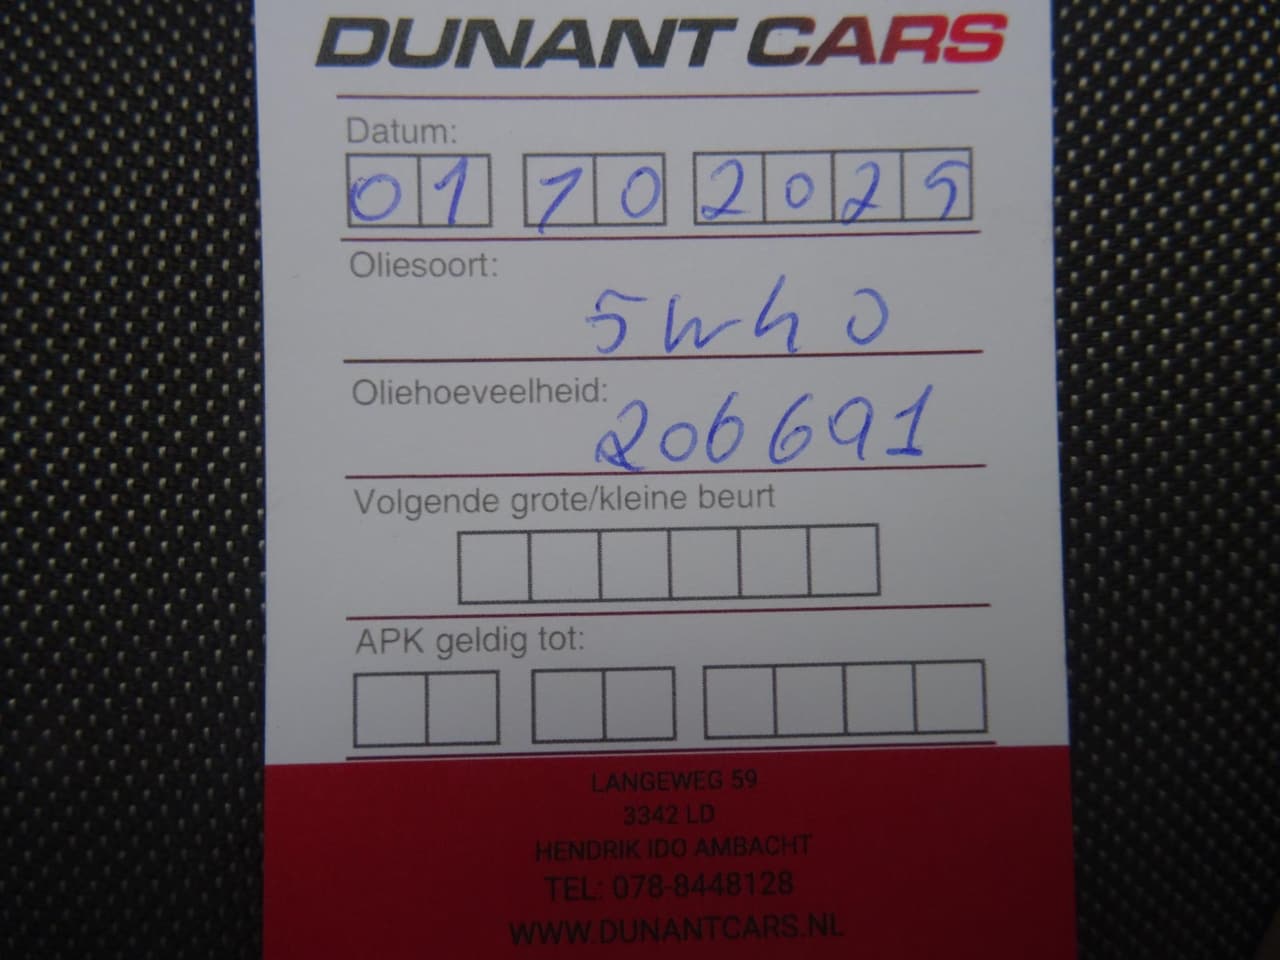 DUNANT CARS
Datum:
01 10 2025
Oliesoort:
5W40
Oliehoeveelheid:
206691
Volgende grote/kleine beurt
APK geldig tot:
LANGEWEG 59
3342 LD
HENDRIK IDO AMBACHT
TEL: 078-8448128
WWW.DUNANTCARS.NL